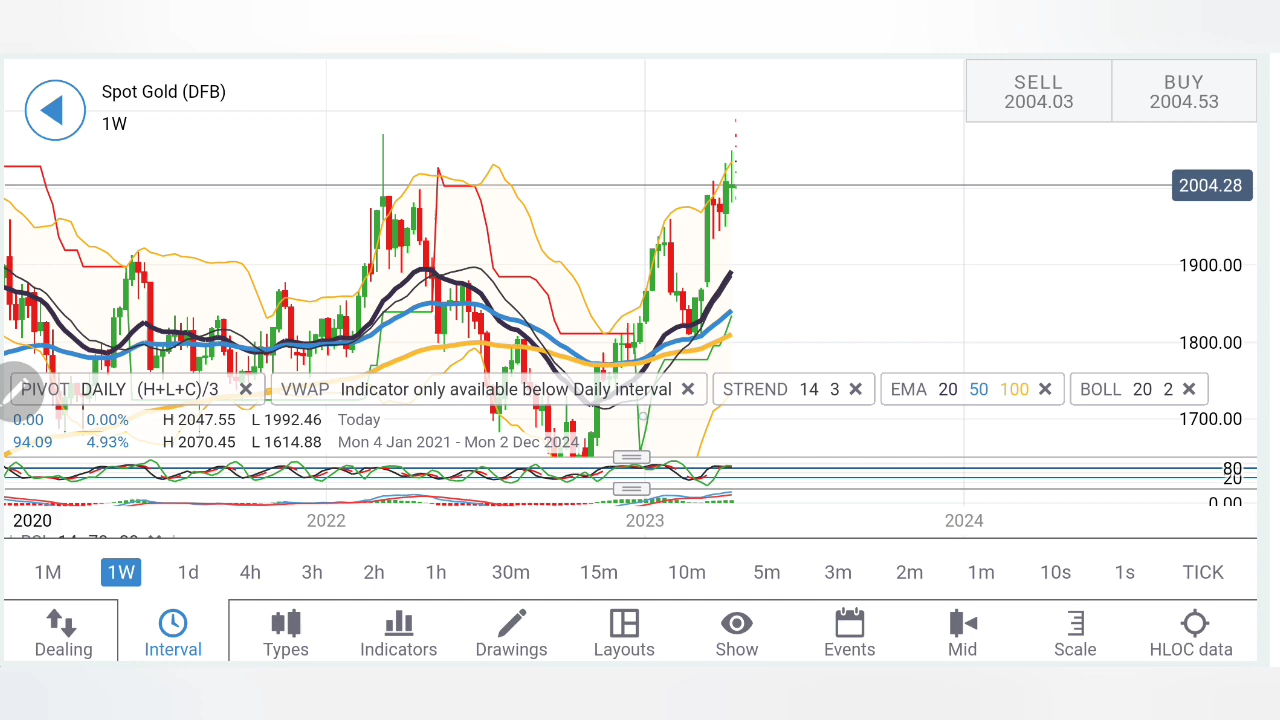 Spot Gold (DFB)
1W
SELL
2004.03
BUY
2004.53
2004.28
1900.00
1800.00
1700.00
PIVOT DAILY (H+L+C)/3
VWAP Indicator only available below Daily interval
STREND 14 3
EMA 20 50 100
BOLL 20 2
0.00 0.00% H 2047.55 L 1992.46 Today
94.09 4.93% H 2070.45 L 1614.88 Mon 4 Jan 2021 - Mon 2 Dec 2024
80
20
0.00
2020 2022 2023 2024
1M 1W 1d 4h 3h 2h 1h 30m 15m 10m 5m 3m 2m 1m 10s 1s TICK
Dealing Interval Types Indicators Drawings Layouts Show Events Mid Scale HLOC data